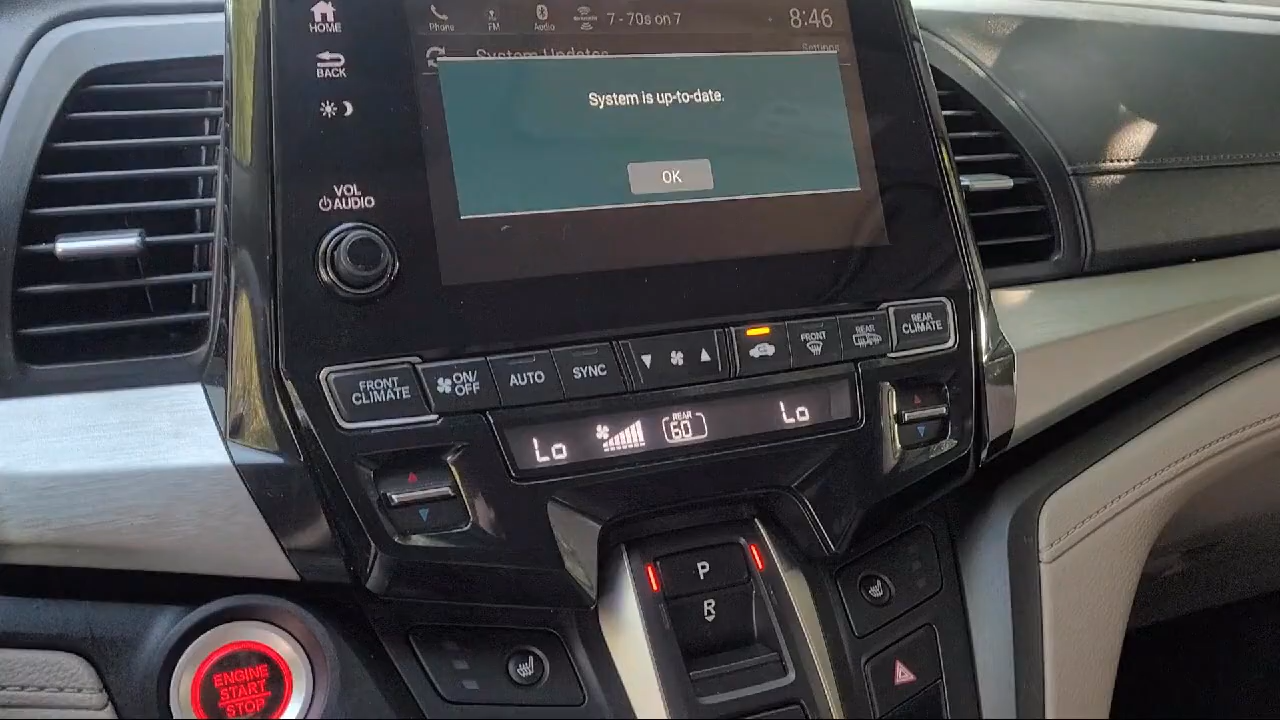 HOME
Phone
FM
Audio
7 - 70s on 7
8:46
System Updates
Settings
BACK
System is up-to-date.
OK
VOL
AUDIO
FRONT
CLIMATE
ON/
OFF
AUTO
SYNC
FRONT
REAR
REAR
CLIMATE
Lo
REAR
60
Lo
P
R
ENGINE
START
STOP